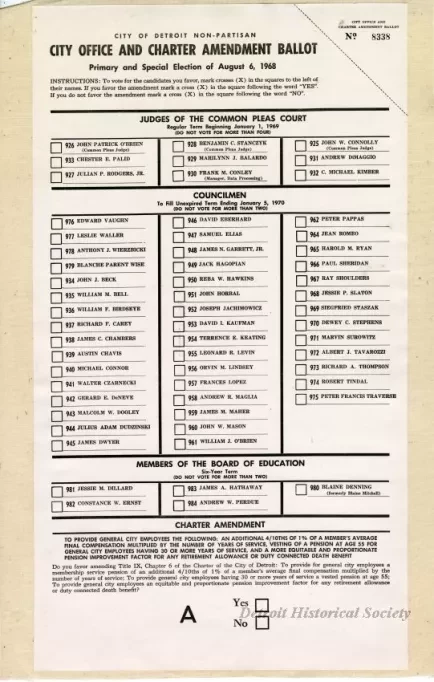 CITY OFFICE AND
CHARTER AMENDMENT BALLOT
Nº 8338
CITY OF DETROIT NON-PARTISAN
CITY OFFICE AND CHARTER AMENDMENT BALLOT
Primary and Special Election of August 6, 1968
INSTRUCTIONS: To vote for the candidates you favor, mark crosses (X) in the squares to the left of
their names. If you favor the amendment mark a cross (X) in the square following the word "YES".
If you do not favor the amendment mark a cross (X) in the square following the word "NO".
JUDGES OF THE COMMON PLEAS COURT
Regular Term Beginning January 1, 1969
(DO NOT VOTE FOR MORE THAN FOUR)
926 JOHN PATRICK O'BRIEN
(Common Pleas Judge)
933 CHESTER E. PALID
927 JULIAN P. RODGERS, JR.
928 BENJAMIN C. STANCZYK
(Common Pleas Judge)
929 MARILYNN J. BALARDO
930 FRANK M. CONLEY
(Manager, Data Processing)
925 JOHN W. CONNOLLY
(Common Pleas Judge)
931 ANDREW DIMAGGIO
932 C. MICHAEL KIMBER
COUNCILMEN
To Fill Unexpired Term Ending January 5, 1970
(DO NOT VOTE FOR MORE THAN TWO)
976 EDWARD VAUGHN
977 LESLIE WALLER
978 ANTHONY J. WIERZBICKI
979 BLANCHE PARENT WISE
934 JOHN J. BECK
935 WILLIAM M. BELL
936 WILLIAM F. BIRDSEYE
937 RICHARD F. CAREY
938 JAMES C. CHAMBERS
939 AUSTIN CHAVIS
940 MICHAEL CONNOR
941 WALTER CZARNECKI
942 GERARD E. DeNEVE
943 MALCOLM W. DOOLEY
944 JULIUS ADAM DUDZINSKI
945 JAMES DWYER
946 DAVID EBERHARD
947 SAMUEL ELIAS
948 JAMES N. GARRETT, JR.
949 JACK HAGOPIAN
950 REBA W. HAWKINS
951 JOHN HORBAL
952 JOSEPH JACHIMOWICZ
953 DAVID L. KAUFMAN
954 TERRENCE E. KEATING
955 LEONARD R. LEVIN
956 ORVIN M. LINDSEY
957 FRANCES LOPEZ
958 ANDREW R. MAGLIA
959 JAMES M. MAHER
960 JOHN W. MASON
961 WILLIAM J. O'BRIEN
962 PETER PAPPAS
964 JEAN ROMEO
965 HAROLD M. RYAN
966 PAUL SHERIDAN
967 RAY SHOULDERS
968 JESSIE P. SLATON
969 SIEGFRIED STASZAK
970 DEWEY C. STEPHENS
971 MARVIN SUROWITZ
972 ALBERT J. TAVAROZZI
973 RICHARD A. THOMPSON
974 ROBERT TINDAL
975 PETER FRANCIS TRAVERSE
MEMBERS OF THE BOARD OF EDUCATION
Six-Year Term
(DO NOT VOTE FOR MORE THAN TWO)
981 JESSIE M. DILLARD
982 CONSTANCE W. ERNST
983 JAMES A. HATHAWAY
984 ANDREW W. PERDUE
980 BLAINE DENNING
CHARTER AMENDMENT
TO PROVIDE GENERAL CITY EMPLOYES THE FOLLOWING: AN ADDITIONAL 4/10THS OF 1% OF A MEMBER'S AVERAGE
FINAL COMPENSATION MULTIPLIED BY THE NUMBER OF YEARS OF SERVICE, VESTING OF A PENSION AT AGE 55 FOR
GENERAL CITY EMPLOYES HAVING 30 OR MORE YEARS OF SERVICE, AND A MORE EQUITABLE AND PROPORTIONATE
PENSION IMPROVEMENT FACTOR FOR ANY RETIREMENT ALLOWANCE OR DUTY CONNECTED DEATH BENEFIT
Do you favor amending Title IX, Chapter 6 of the Charter of the City of Detroit: To provide for general city employes a
membership service pension of an additional 4/10ths of 1% of a member's average final compensation multiplied by the
number of years of service; To provide general city employes having 30 or more years of service a vested pension at age 55;
To provide general city employes an equitable and proportionate pension improvement factor for any retirement allowance
or duty connected death benefit?
A
Yes
No
Detroit Historical Society